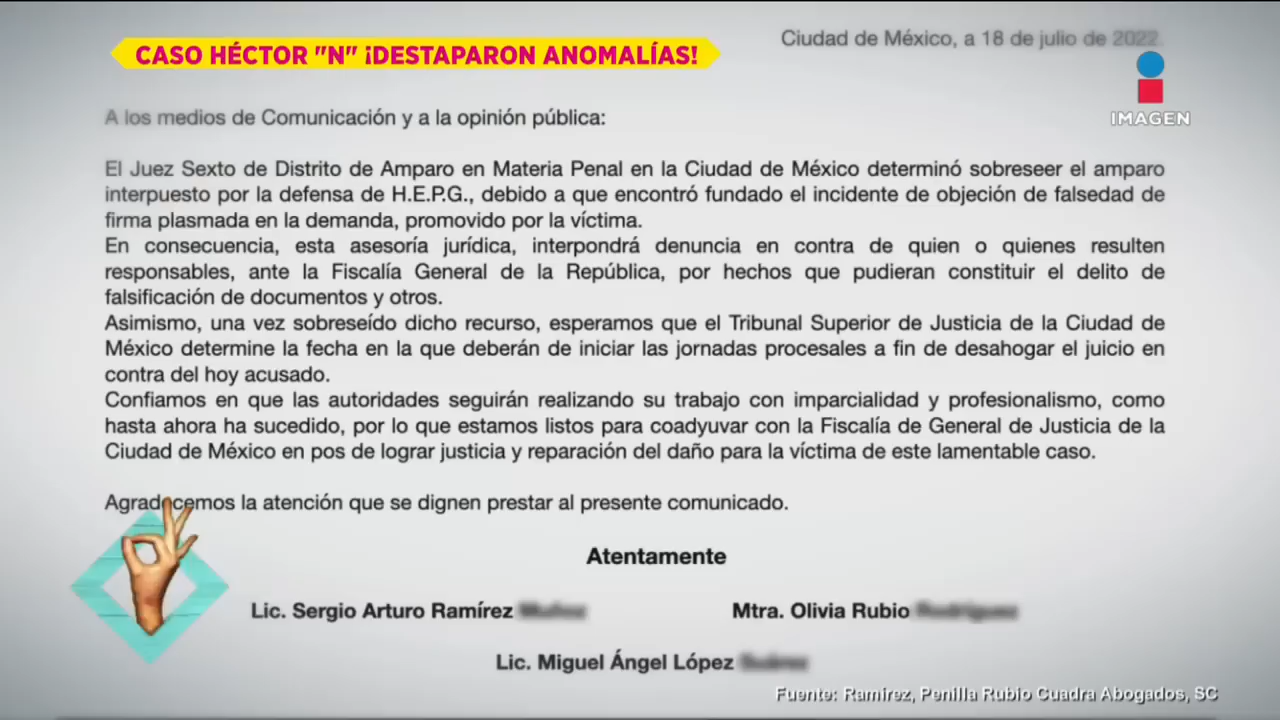 CASO HÉCTOR "N" ¡DESTAPARON ANOMALÍAS!
Ciudad de México, a 18 de julio de 2022.
IMAGEN
A los medios de Comunicación y a la opinión pública:
El Juez Sexto de Distrito de Amparo en Materia Penal en la Ciudad de México determinó sobreseer el amparo
interpuesto por la defensa de H.E.P.G., debido a que encontró fundado el incidente de objeción de falsedad de
firma plasmada en la demanda, promovido por la víctima.
En consecuencia, esta asesoría jurídica, interpondrá denuncia en contra de quien o quienes resulten
responsables, ante la Fiscalía General de la República, por hechos que pudieran constituir el delito de
falsificación de documentos y otros.
Asimismo, una vez sobreseído dicho recurso, esperamos que el Tribunal Superior de Justicia de la Ciudad de
México determine la fecha en la que deberán de iniciar las jornadas procesales a fin de desahogar el juicio en
contra del hoy acusado.
Confiamos en que las autoridades seguirán realizando su trabajo con imparcialidad y profesionalismo, como
hasta ahora ha sucedido, por lo que estamos listos para coadyuvar con la Fiscalía de General de Justicia de la
Ciudad de México en pos de lograr justicia y reparación del daño para la víctima de este lamentable caso.
Agradecemos la atención que se dignen prestar al presente comunicado.
Atentamente
Lic. Sergio Arturo Ramírez
Mtra. Olivia Rubio
Lic. Miguel Ángel López
Fuente: Ramírez, Penilla Rubio Cuadra Abogados, SC